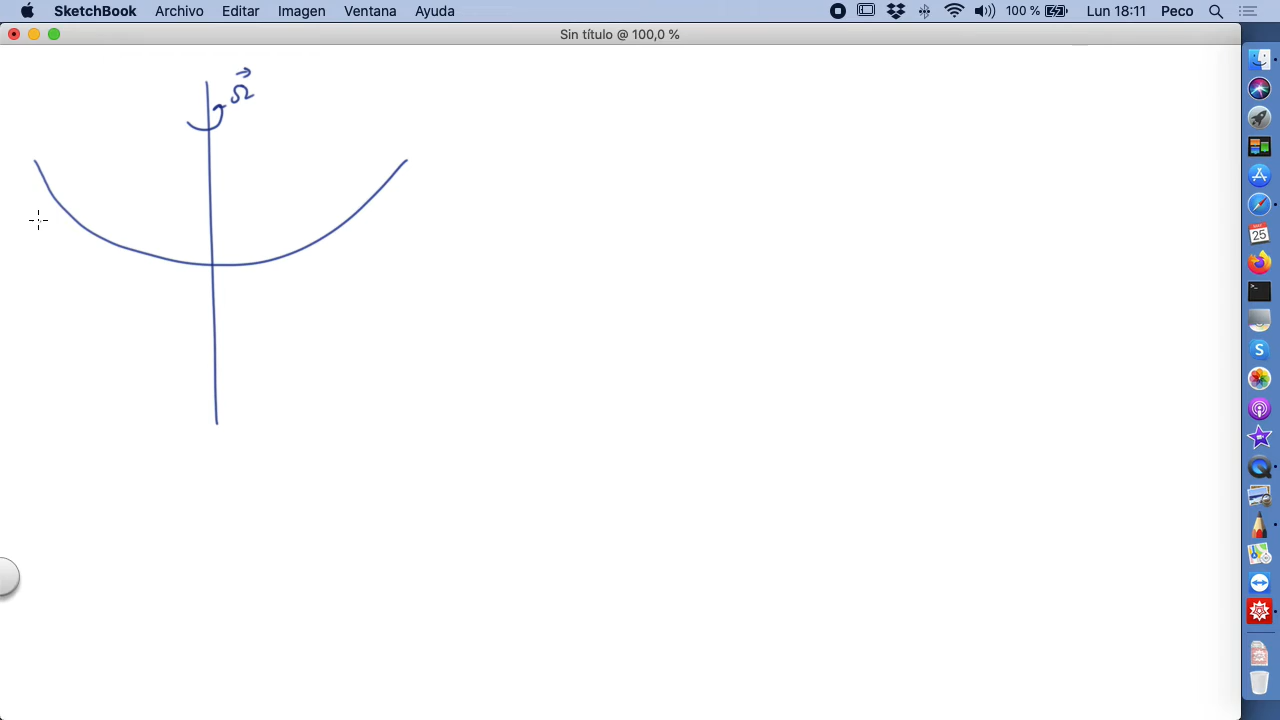 SketchBook Archivo Editar Imagen Ventana Ayuda 100 % Lun 18:11 Peco
Sin título @ 100,0 %
Ω⃗
25